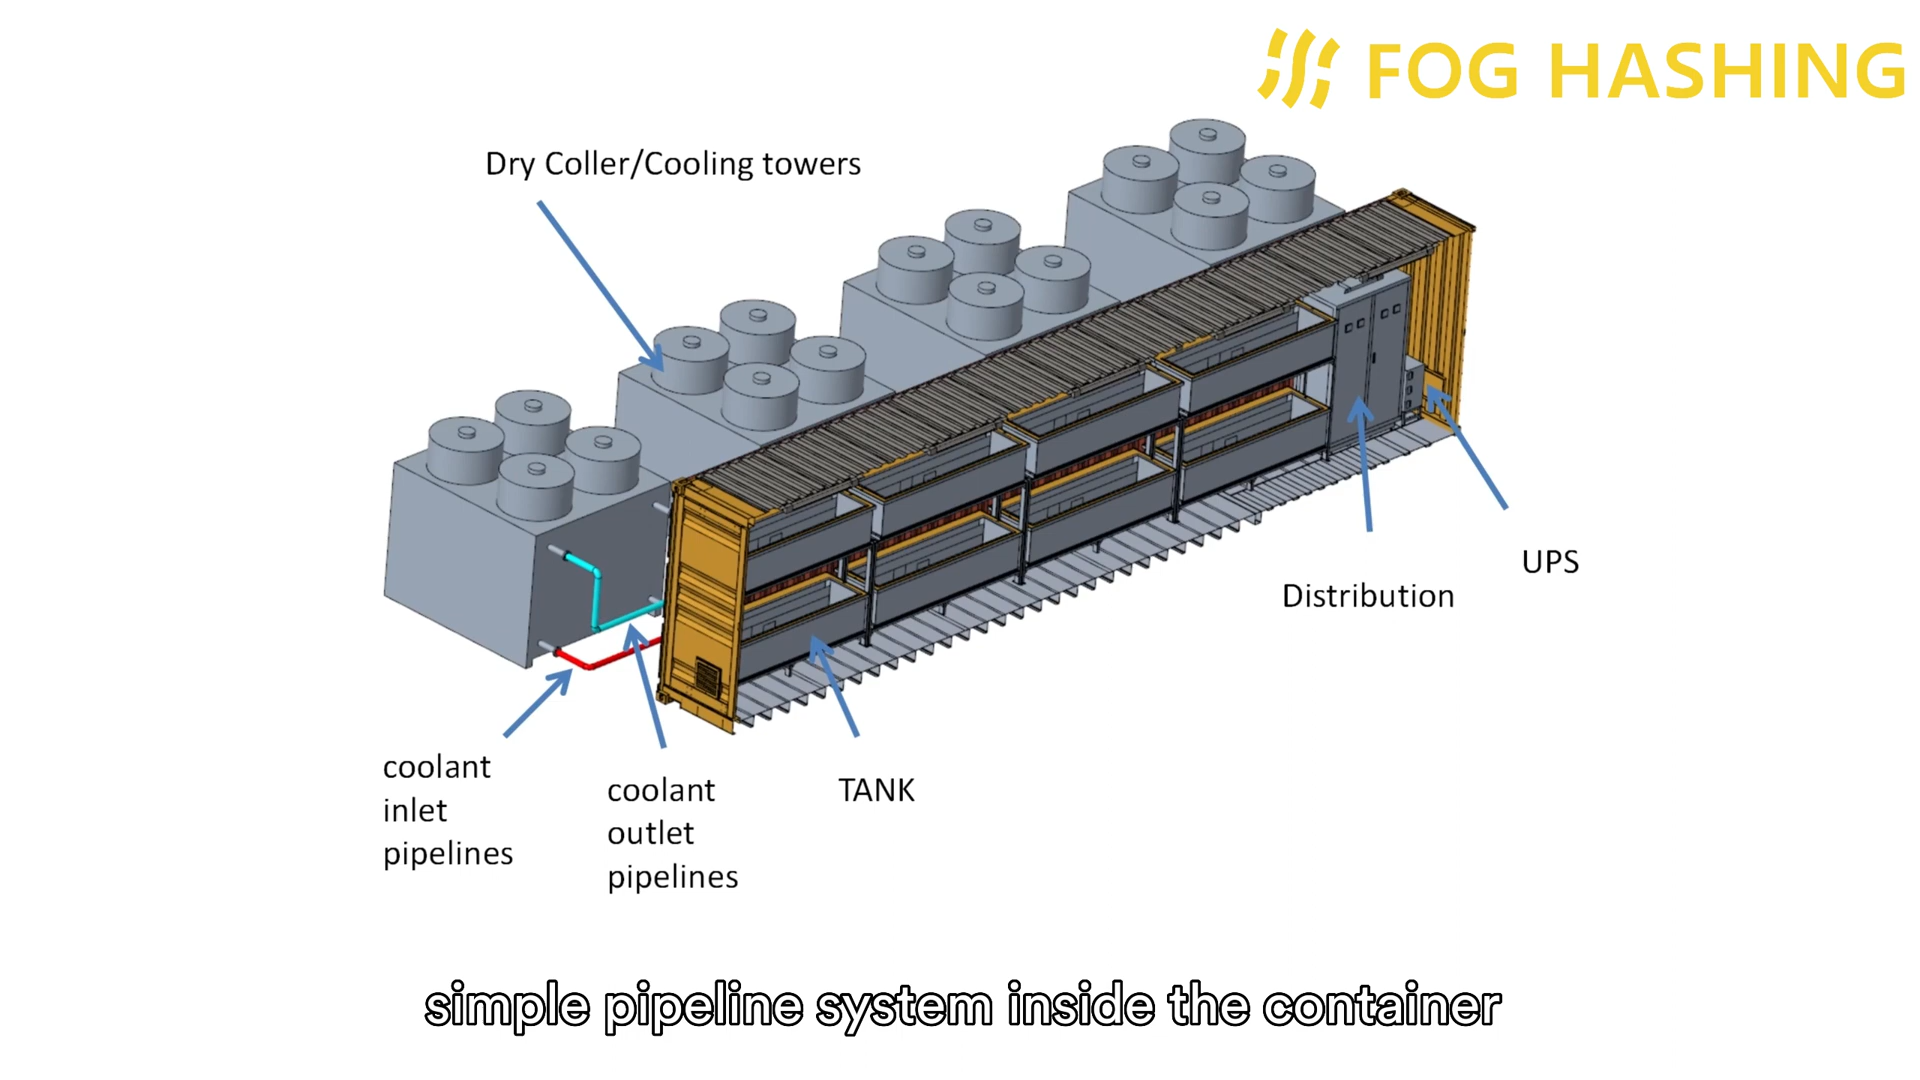 FOG HASHING
Dry Coller/Cooling towers
UPS
Distribution
coolant
inlet
pipelines
coolant
outlet
pipelines
TANK
simple pipeline system inside the container